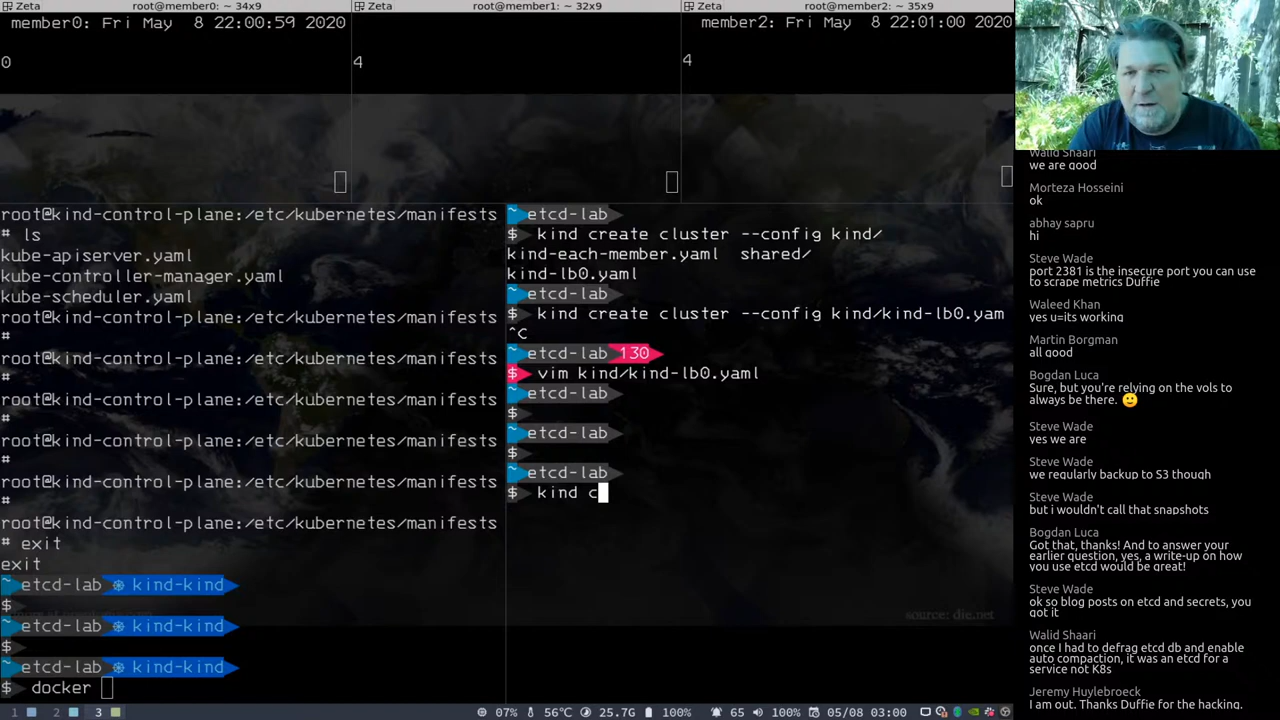 Zeta
root@member0: ~ 34x9
Zeta
root@member1: ~ 32x9
Zeta
root@member2: ~ 35x9
member0: Fri May  8 22:00:59 2020
member2: Fri May  8 22:01:00 2020
0
4
4
root@kind-control-plane:/etc/kubernetes/manifests
# ls
kube-apiserver.yaml
kube-controller-manager.yaml
kube-scheduler.yaml
root@kind-control-plane:/etc/kubernetes/manifests
#
root@kind-control-plane:/etc/kubernetes/manifests
#
root@kind-control-plane:/etc/kubernetes/manifests
#
root@kind-control-plane:/etc/kubernetes/manifests
#
root@kind-control-plane:/etc/kubernetes/manifests
#
root@kind-control-plane:/etc/kubernetes/manifests
# exit
exit
~ etcd-lab ⎈ kind-kind
$
~ etcd-lab ⎈ kind-kind
$
~ etcd-lab ⎈ kind-kind
$ docker
~ etcd-lab
$ kind create cluster --config kind/
kind-each-member.yaml  shared/
kind-lb0.yaml
~ etcd-lab
$ kind create cluster --config kind/kind-lb0.yam
^C
~ etcd-lab 130
$ vim kind/kind-lb0.yaml
~ etcd-lab
$
~ etcd-lab
$
~ etcd-lab
$ kind c
source: die.net
Walid Shaari
we are good
Morteza Hosseini
ok
abhay sapru
hi
Steve Wade
port 2381 is the insecure port you can use
to scrape metrics Duffie
Waleed Khan
yes u=its working
Martin Borgman
all good
Bogdan Luca
Sure, but you're relying on the vols to
always be there. 🙂
Steve Wade
yes we are
Steve Wade
we regularly backup to S3 though
Steve Wade
but i wouldn't call that snapshots
Bogdan Luca
Got that, thanks! And to answer your
earlier question, yes, a write-up on how
you use etcd would be great!
Steve Wade
ok so blog posts on etcd and secrets, you
got it
Walid Shaari
once I had to defrag etcd db and enable
auto compaction, it was an etcd for a
service not K8s
Jeremy Huylebroeck
I am out. Thanks Duffie for the hacking.
1 2 3
07% 56°C 25.7G 100% 65 100% 05/08 03:00